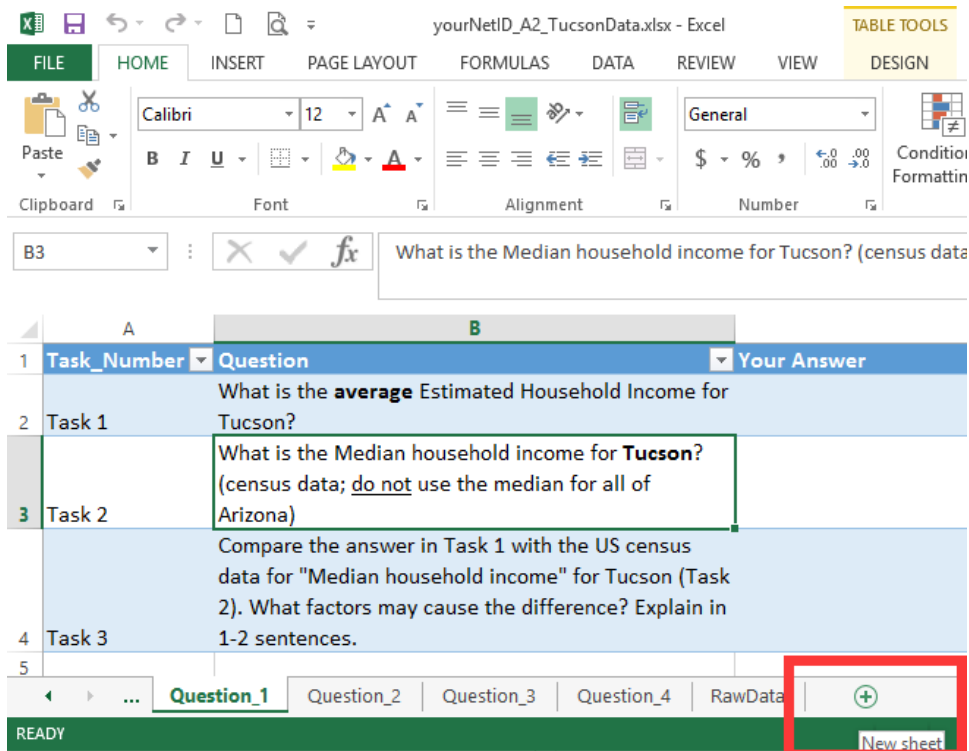 yourNetID_A2_TucsonData.xlsx - Excel
TABLE TOOLS
FILE HOME INSERT PAGE LAYOUT FORMULAS DATA REVIEW VIEW DESIGN
Calibri 12 General
Paste B I U A A A $ % , .00 .0
Conditio
Formattin
Clipboard Font Alignment Number
B3 fx What is the Median household income for Tucson? (census data
A B
1 Task_Number Question Your Answer
What is the average Estimated Household Income for
2 Task 1 Tucson?
What is the Median household income for Tucson?
(census data; do not use the median for all of
3 Task 2 Arizona)
Compare the answer in Task 1 with the US census
data for "Median household income" for Tucson (Task
2). What factors may cause the difference? Explain in
4 Task 3 1-2 sentences.
5
... Question_1 Question_2 Question_3 Question_4 RawData
READY New sheet